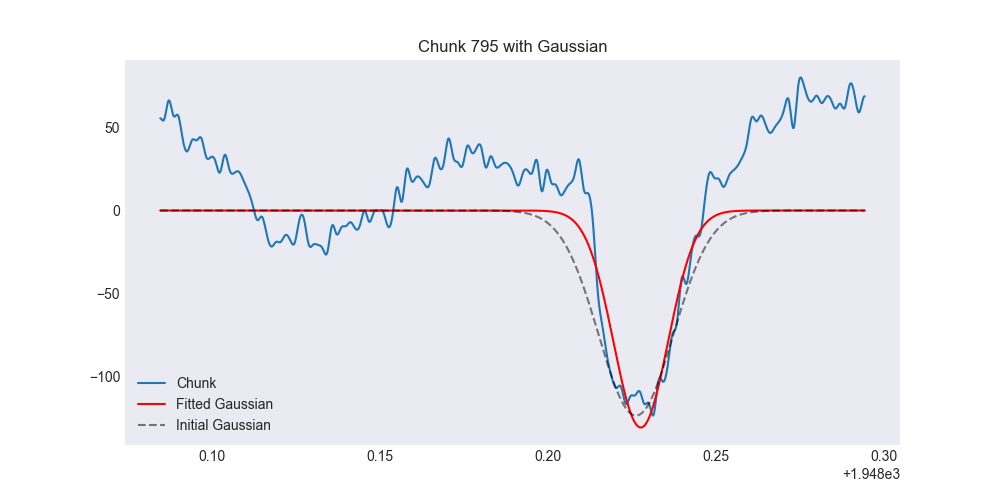 Chunk 795 with Gaussian
50
0
−50
−100
Chunk
Fitted Gaussian
Initial Gaussian
0.10 0.15 0.20 0.25 0.30
+1.948e3